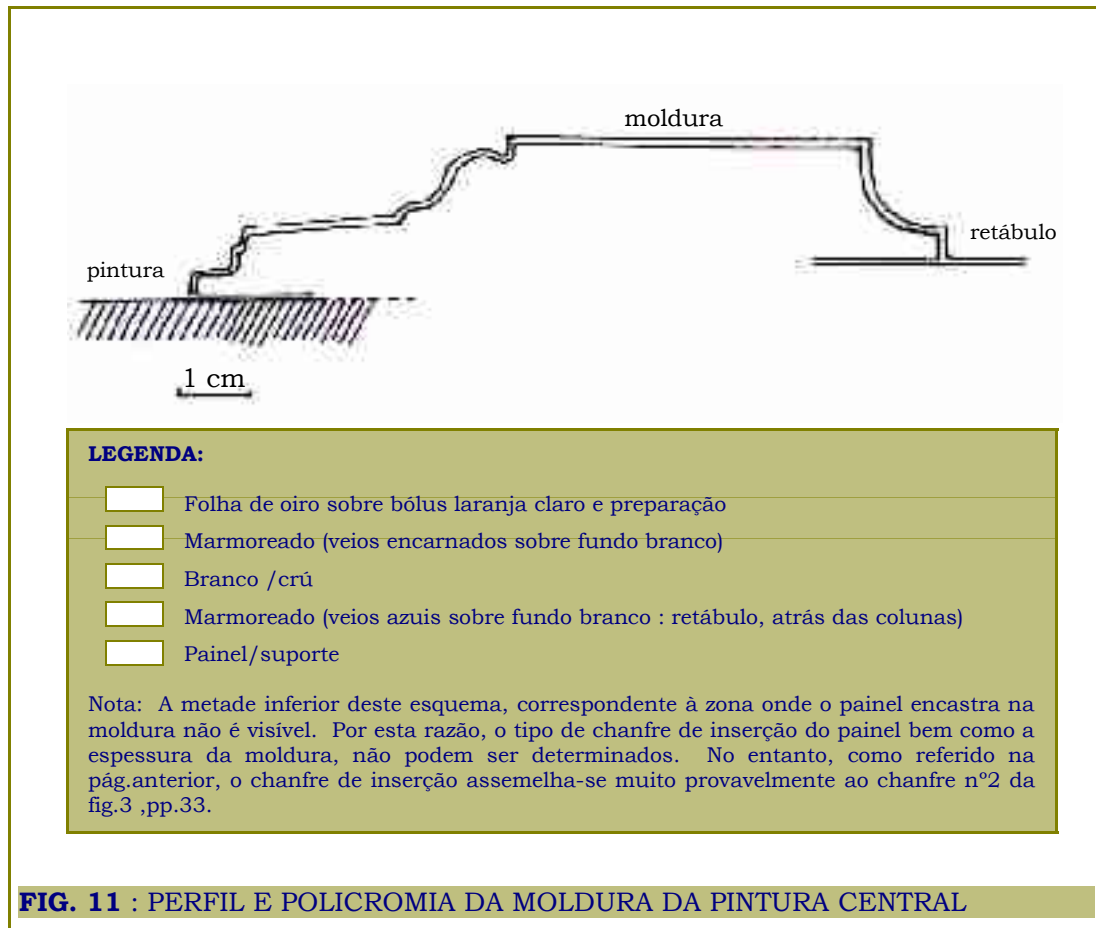 moldura
retábulo
pintura
1 cm
LEGENDA:
Folha de oiro sobre bólus laranja claro e preparação
Marmoreado (veios encarnados sobre fundo branco)
Branco /crú
Marmoreado (veios azuis sobre fundo branco : retábulo, atrás das colunas)
Painel/suporte
Nota: A metade inferior deste esquema, correspondente à zona onde o painel encastra na
moldura não é visível. Por esta razão, o tipo de chanfre de inserção do painel bem como a
espessura da moldura, não podem ser determinados. No entanto, como referido na
pág.anterior, o chanfre de inserção assemelha-se muito provavelmente ao chanfre nº2 da
fig.3 ,pp.33.
FIG. 11 : PERFIL E POLICROMIA DA MOLDURA DA PINTURA CENTRAL